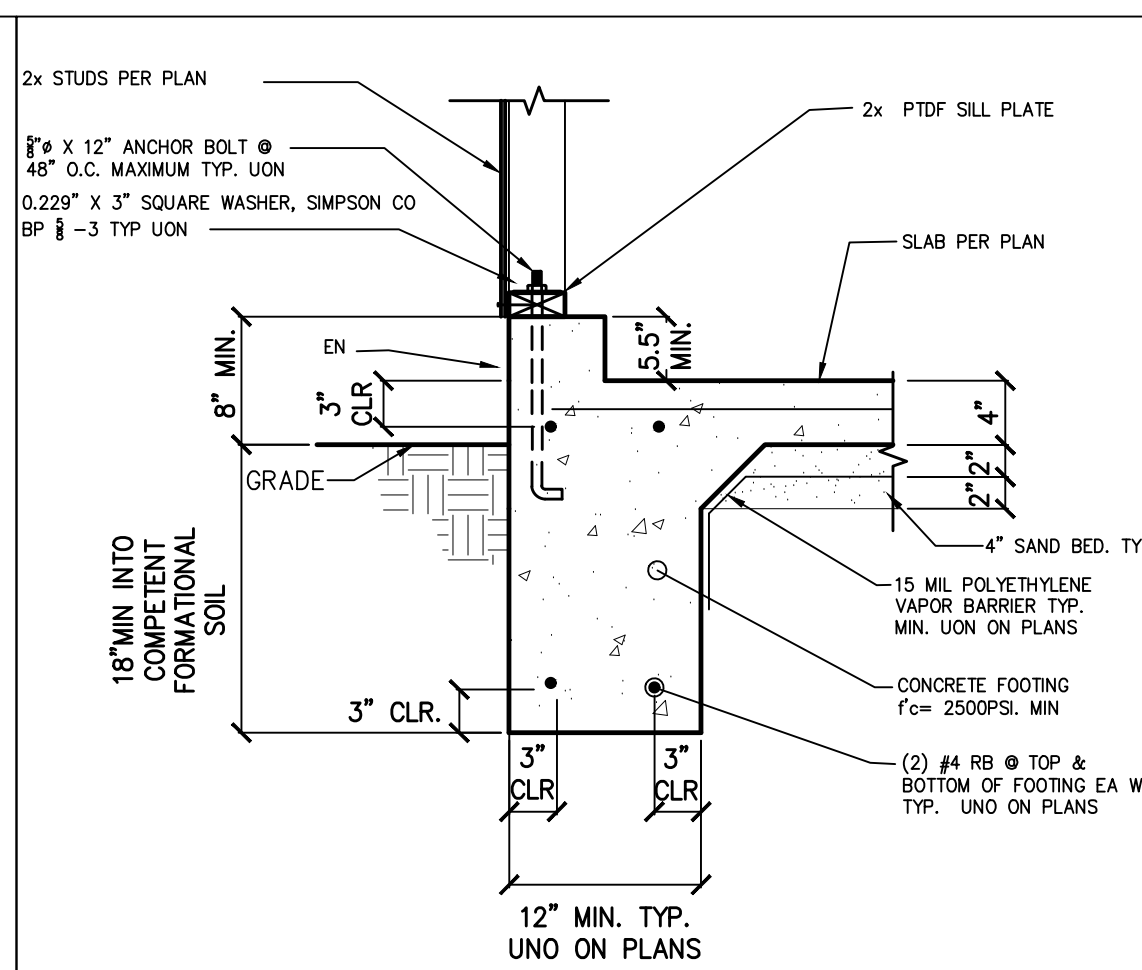 2x STUDS PER PLAN
5/8"ø X 12" ANCHOR BOLT @
48" O.C. MAXIMUM TYP. UON
0.229" X 3" SQUARE WASHER, SIMPSON CO
BP 5/8 -3 TYP UON
2x PTDF SILL PLATE
SLAB PER PLAN
8" MIN.
EN
3"
CLR
5.5"
MIN.
4"
2"
2"
GRADE
18"MIN INTO
COMPETENT
FORMATIONAL
SOIL
4" SAND BED. TY
15 MIL POLYETHYLENE
VAPOR BARRIER TYP.
MIN. UON ON PLANS
CONCRETE FOOTING
f'c= 2500PSI. MIN
3" CLR.
3"
CLR
3"
CLR
(2) #4 RB @ TOP &
BOTTOM OF FOOTING EA W
TYP. UNO ON PLANS
12" MIN. TYP.
UNO ON PLANS